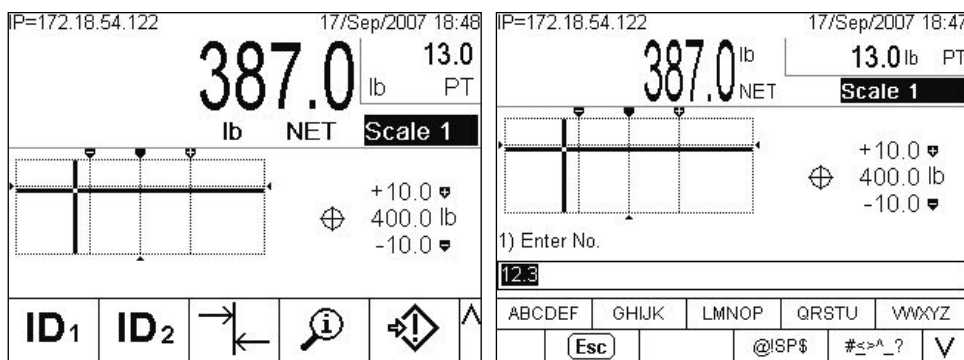 IP=172.18.54.122 17/Sep/2007 18:48
387.0 13.0
lb PT
lb NET Scale 1
+10.0
400.0 lb
-10.0
ID1 ID2
IP=172.18.54.122 17/Sep/2007 18:47
387.0 lb 13.0 lb PT
NET Scale 1
+10.0
400.0 lb
-10.0
1) Enter No.
12.3
ABCDEF GHIJK LMNOP QRSTU VWXYZ
Esc @!SP$ #<>^_?